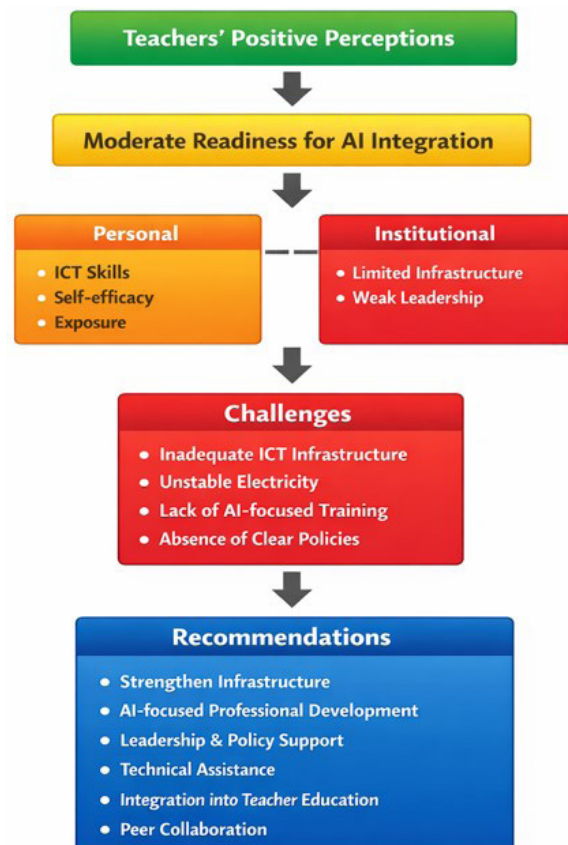 Teachers' Positive Perceptions
Moderate Readiness for AI Integration
Personal
• ICT Skills
• Self-efficacy
• Exposure
Institutional
• Limited Infrastructure
• Weak Leadership
Challenges
• Inadequate ICT Infrastructure
• Unstable Electricity
• Lack of AI-focused Training
• Absence of Clear Policies
Recommendations
• Strengthen Infrastructure
• AI-focused Professional Development
• Leadership & Policy Support
• Technical Assistance
• Integration into Teacher Education
• Peer Collaboration